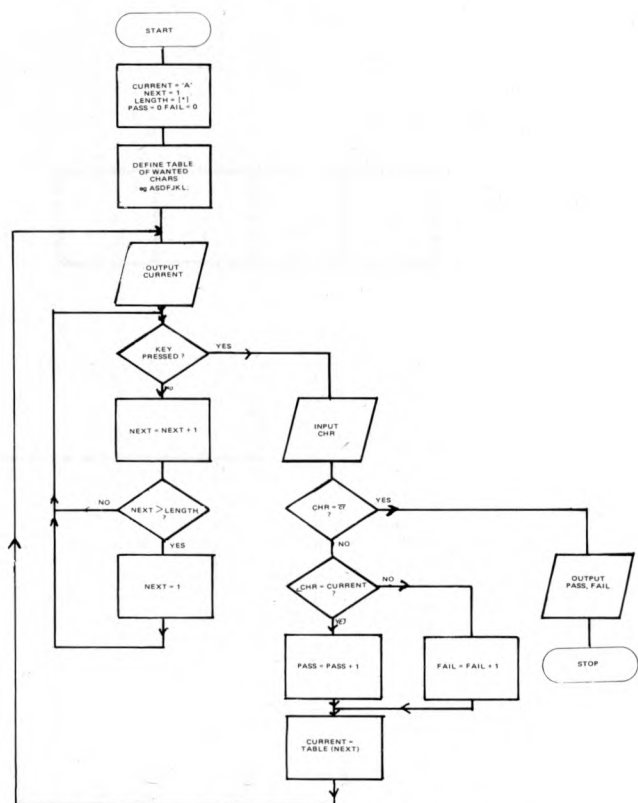 START
CURRENT = 'A'
NEXT = 1
LENGTH = [*]
PASS = 0 FAIL = 0
DEFINE TABLE
OF WANTED
CHARS
eg ASDFJKL.
OUTPUT
CURRENT
KEY
PRESSED ?
YES
NEXT = NEXT + 1
NEXT > LENGTH
?
NO
YES
NEXT = 1
INPUT
CHR
CHR =
?
YES
NO
CHR = CURRENT
?
NO
YES
PASS = PASS + 1
FAIL = FAIL + 1
CURRENT =
TABLE (NEXT)
OUTPUT
PASS, FAIL
STOP